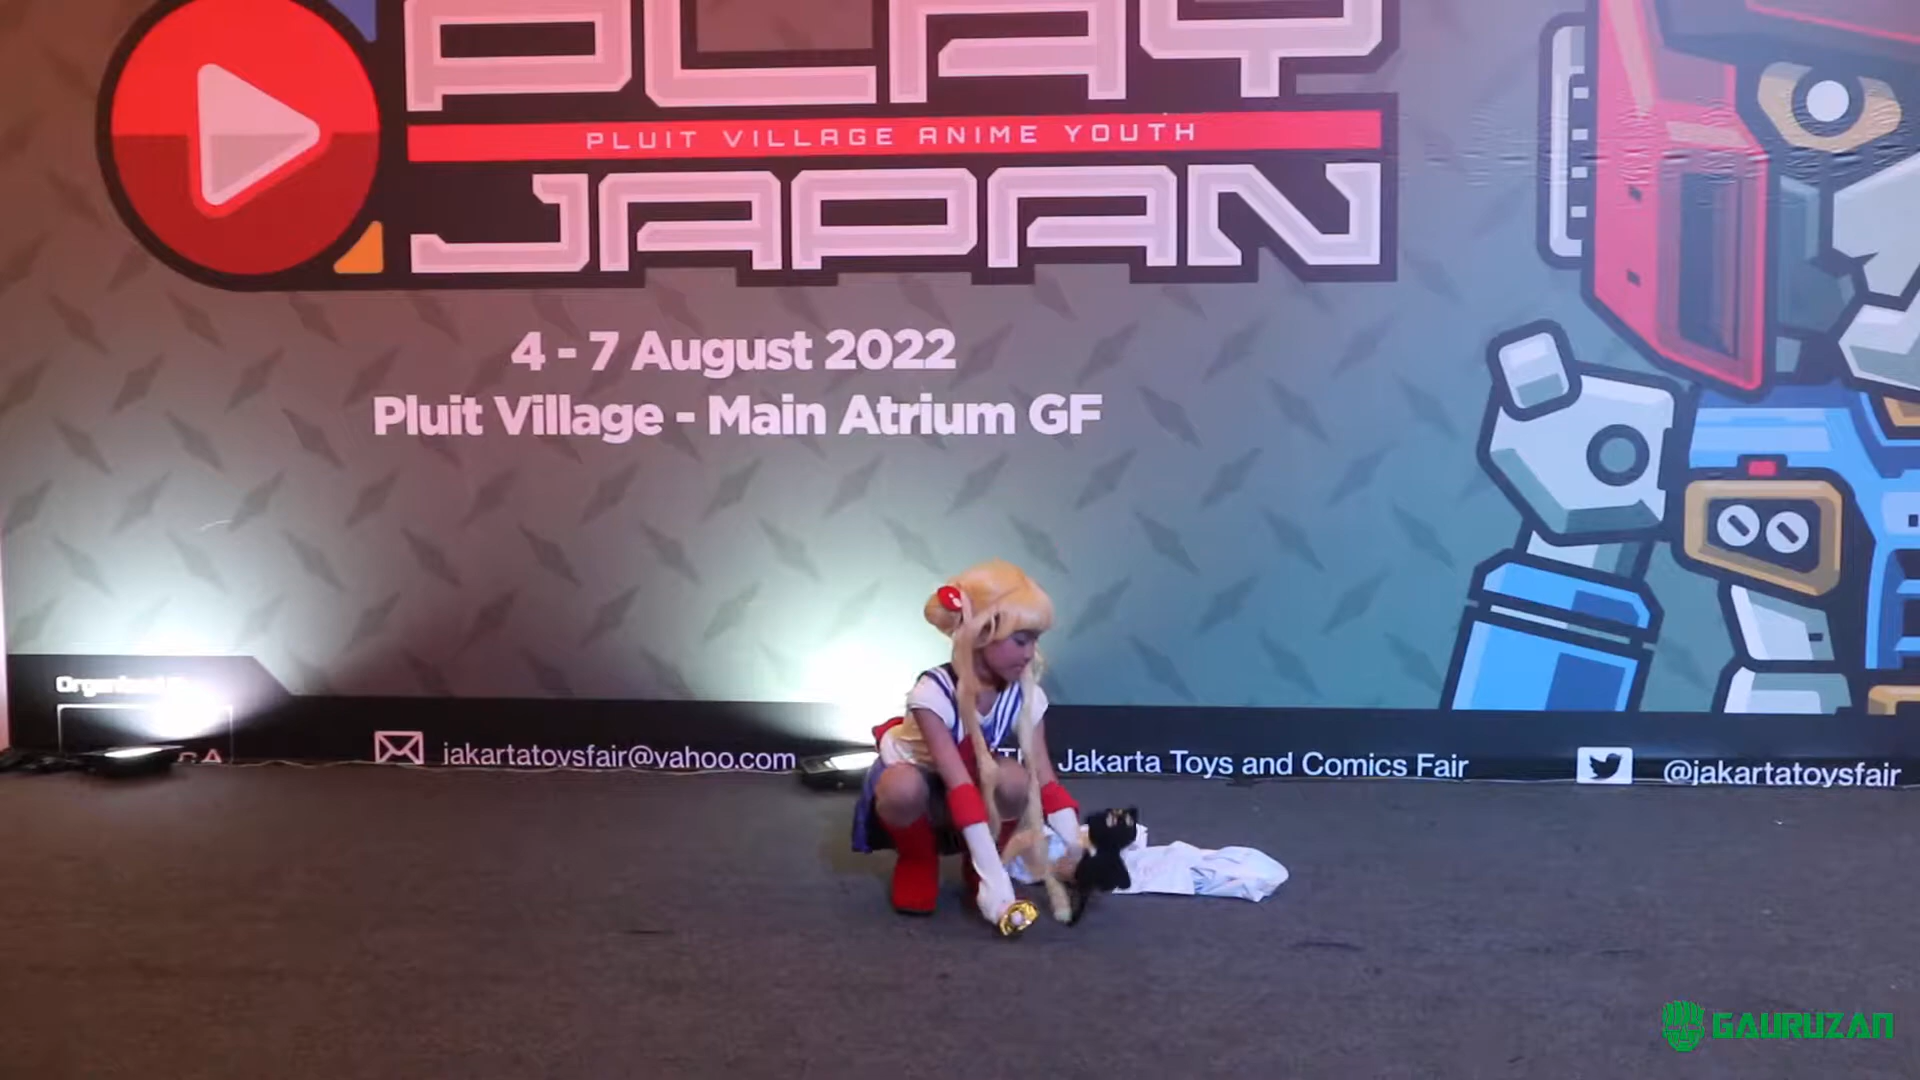 PLAY
PLUIT VILLAGE ANIME YOUTH
JAPAN
4 - 7 August 2022
Pluit Village - Main Atrium GF
jakartatoysfair@yahoo.com
Jakarta Toys and Comics Fair
@jakartatoysfair
GAURUZAN